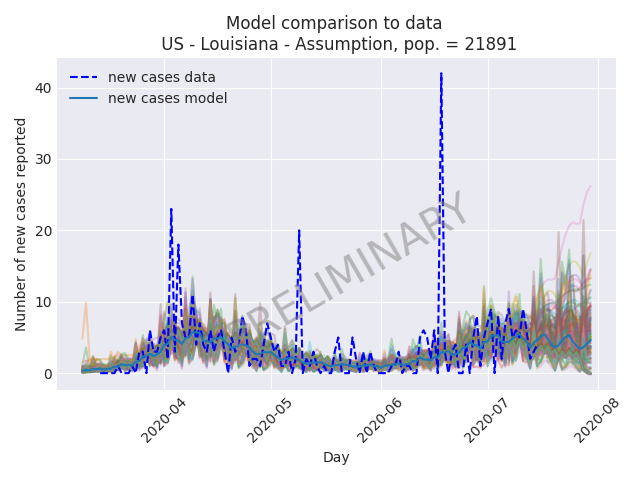 Model comparison to data
US - Louisiana - Assumption, pop. = 21891
new cases data
new cases model
Number of new cases reported
40
30
20
10
0
PRELIMINARY
2020-04
2020-05
2020-06
2020-07
2020-08
Day